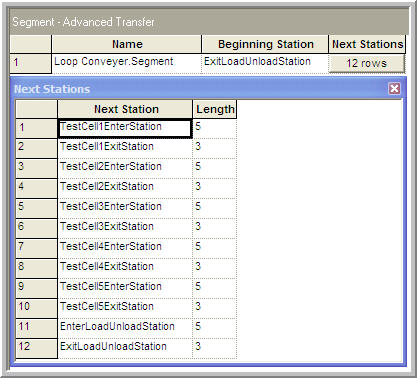 Segment - Advanced Transfer
Name Beginning Station Next Stations
1 Loop Conveyer.Segment ExitLoadUnloadStation 12 rows
Next Stations
Next Station Length
1 TestCell1EnterStation 5
2 TestCell1ExitStation 3
3 TestCell2EnterStation 5
4 TestCell2ExitStation 3
5 TestCell3EnterStation 5
6 TestCell3ExitStation 3
7 TestCell4EnterStation 5
8 TestCell4ExitStation 3
9 TestCell5EnterStation 5
10 TestCell5ExitStation 3
11 EnterLoadUnloadStation 5
12 ExitLoadUnloadStation 3